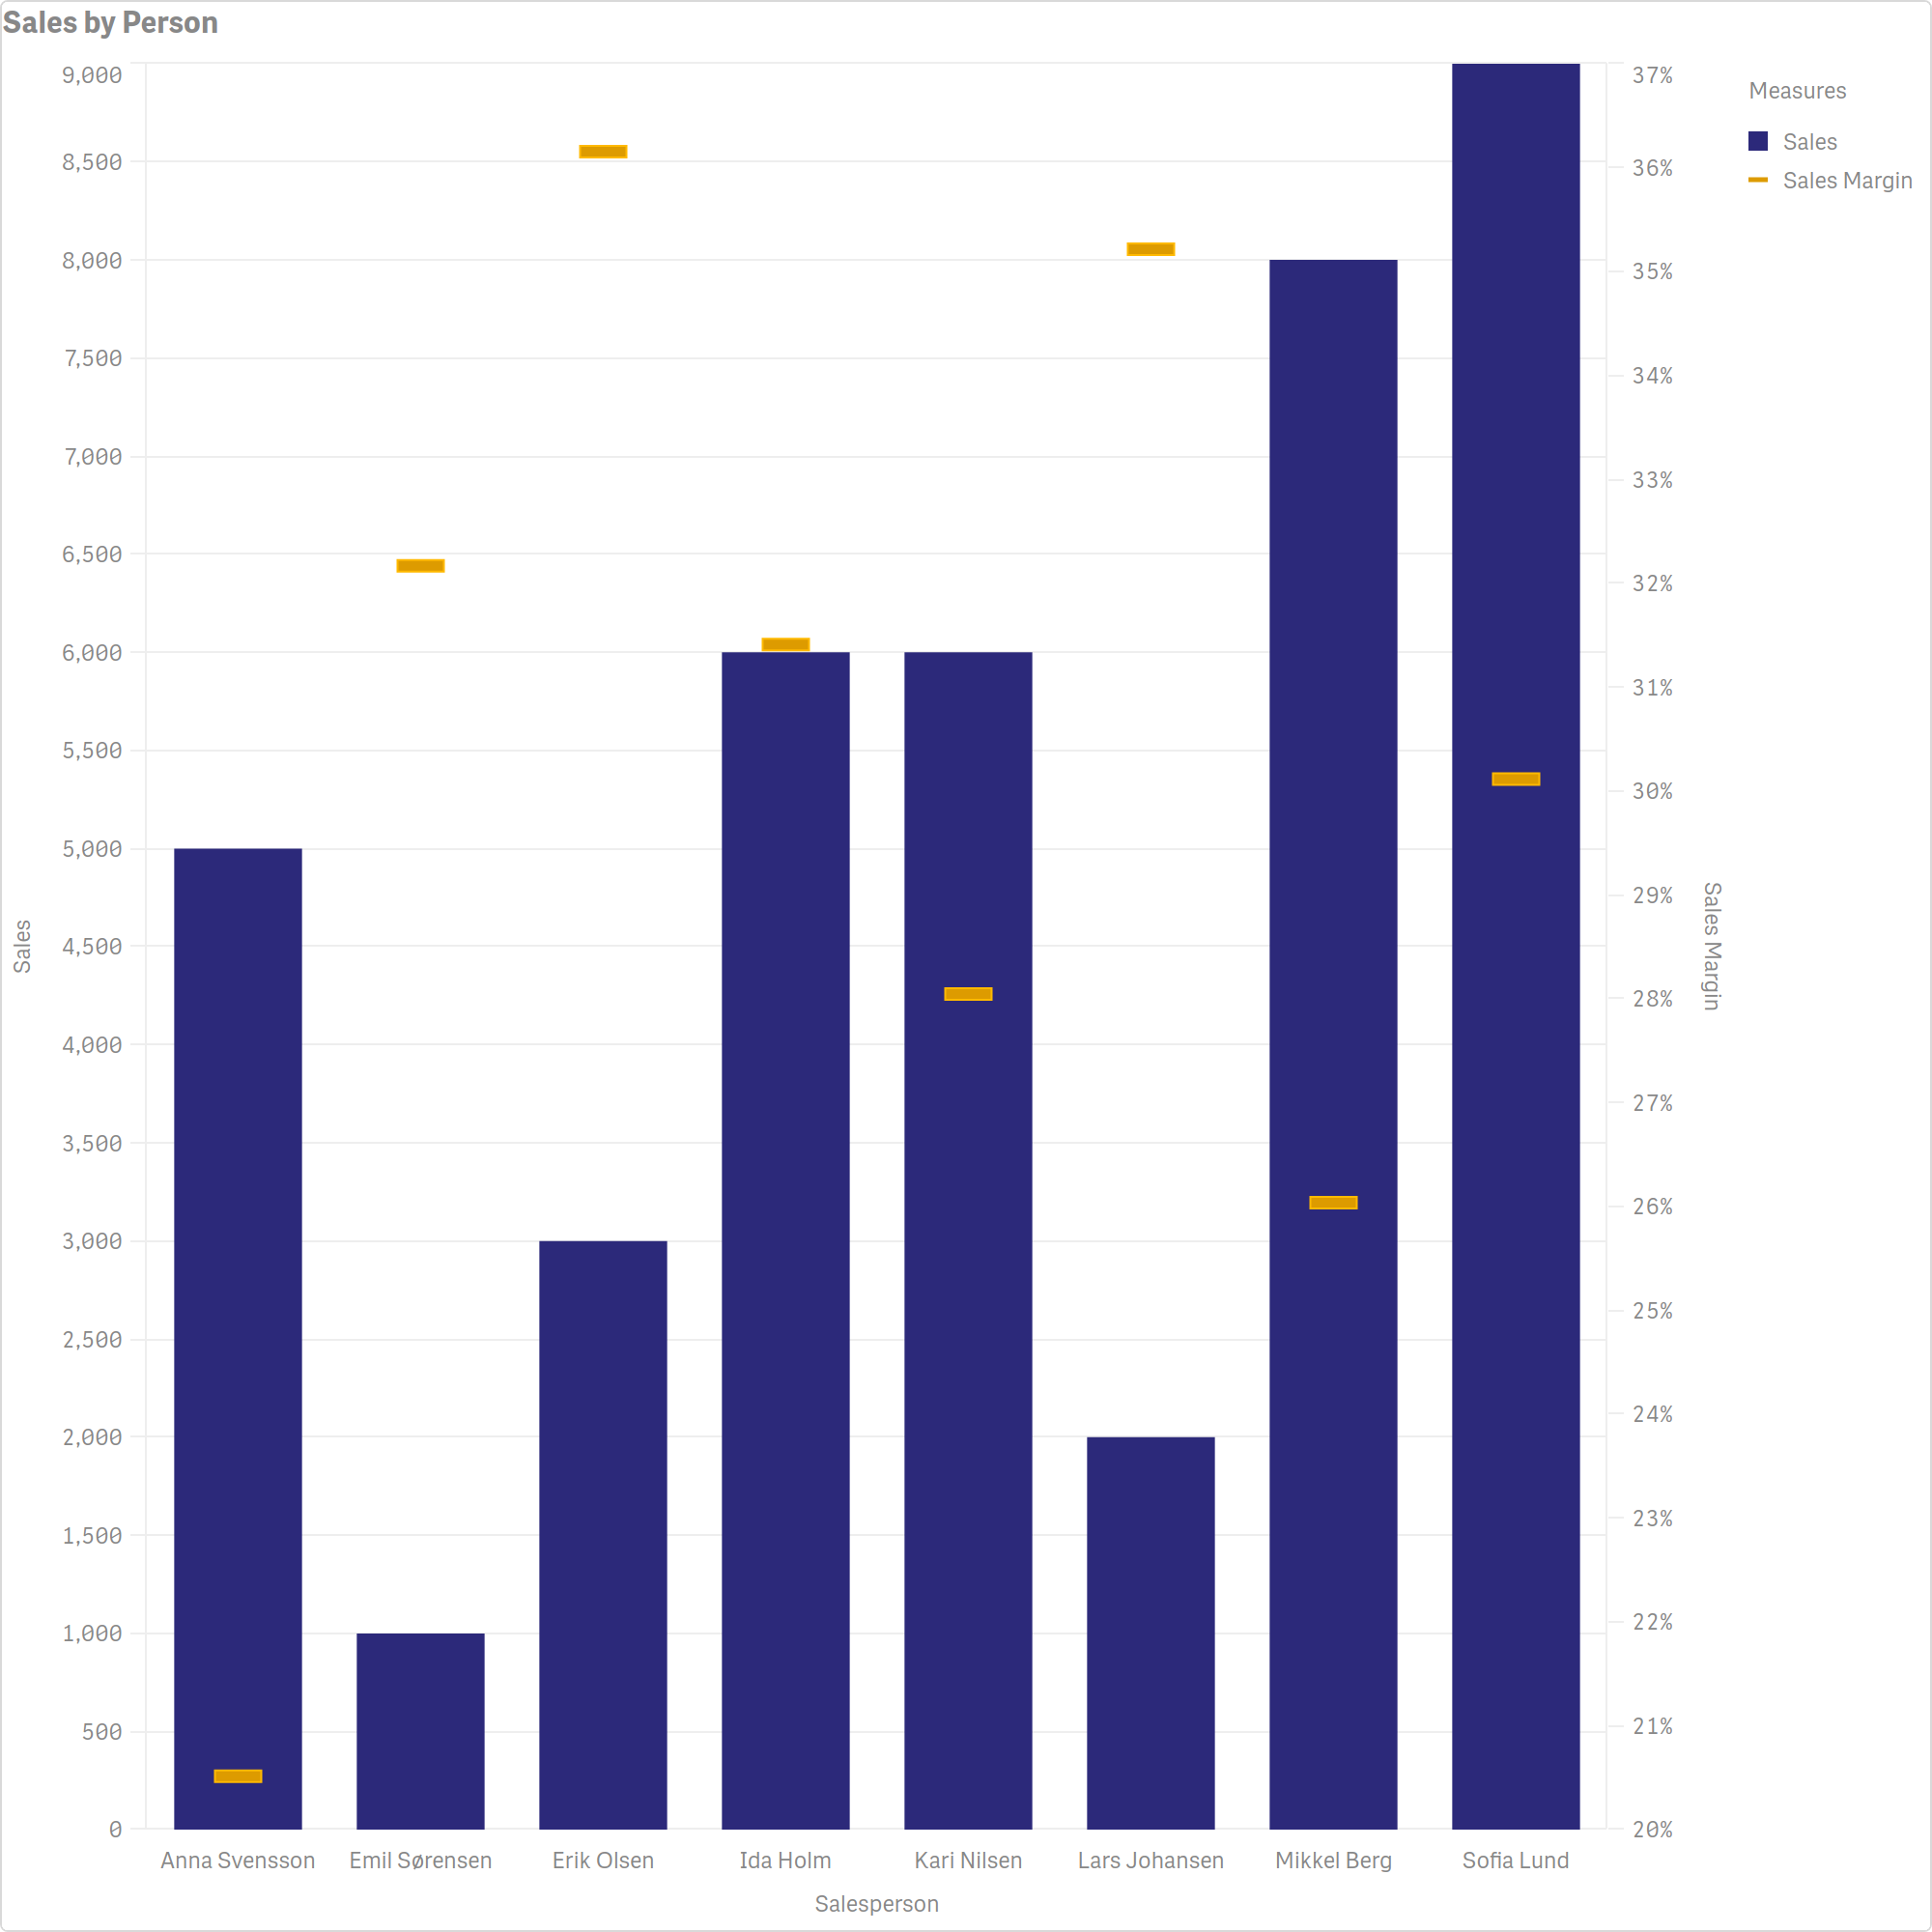 Sales by Person
9,000
8,500
8,000
7,500
7,000
6,500
6,000
5,500
5,000
4,500
4,000
3,500
3,000
2,500
2,000
1,500
1,000
500
0
Sales
37%
36%
35%
34%
33%
32%
31%
30%
29%
28%
27%
26%
25%
24%
23%
22%
21%
20%
Sales Margin
Measures
Sales
Sales Margin
Anna Svensson
Emil Sørensen
Erik Olsen
Ida Holm
Kari Nilsen
Lars Johansen
Mikkel Berg
Sofia Lund
Salesperson